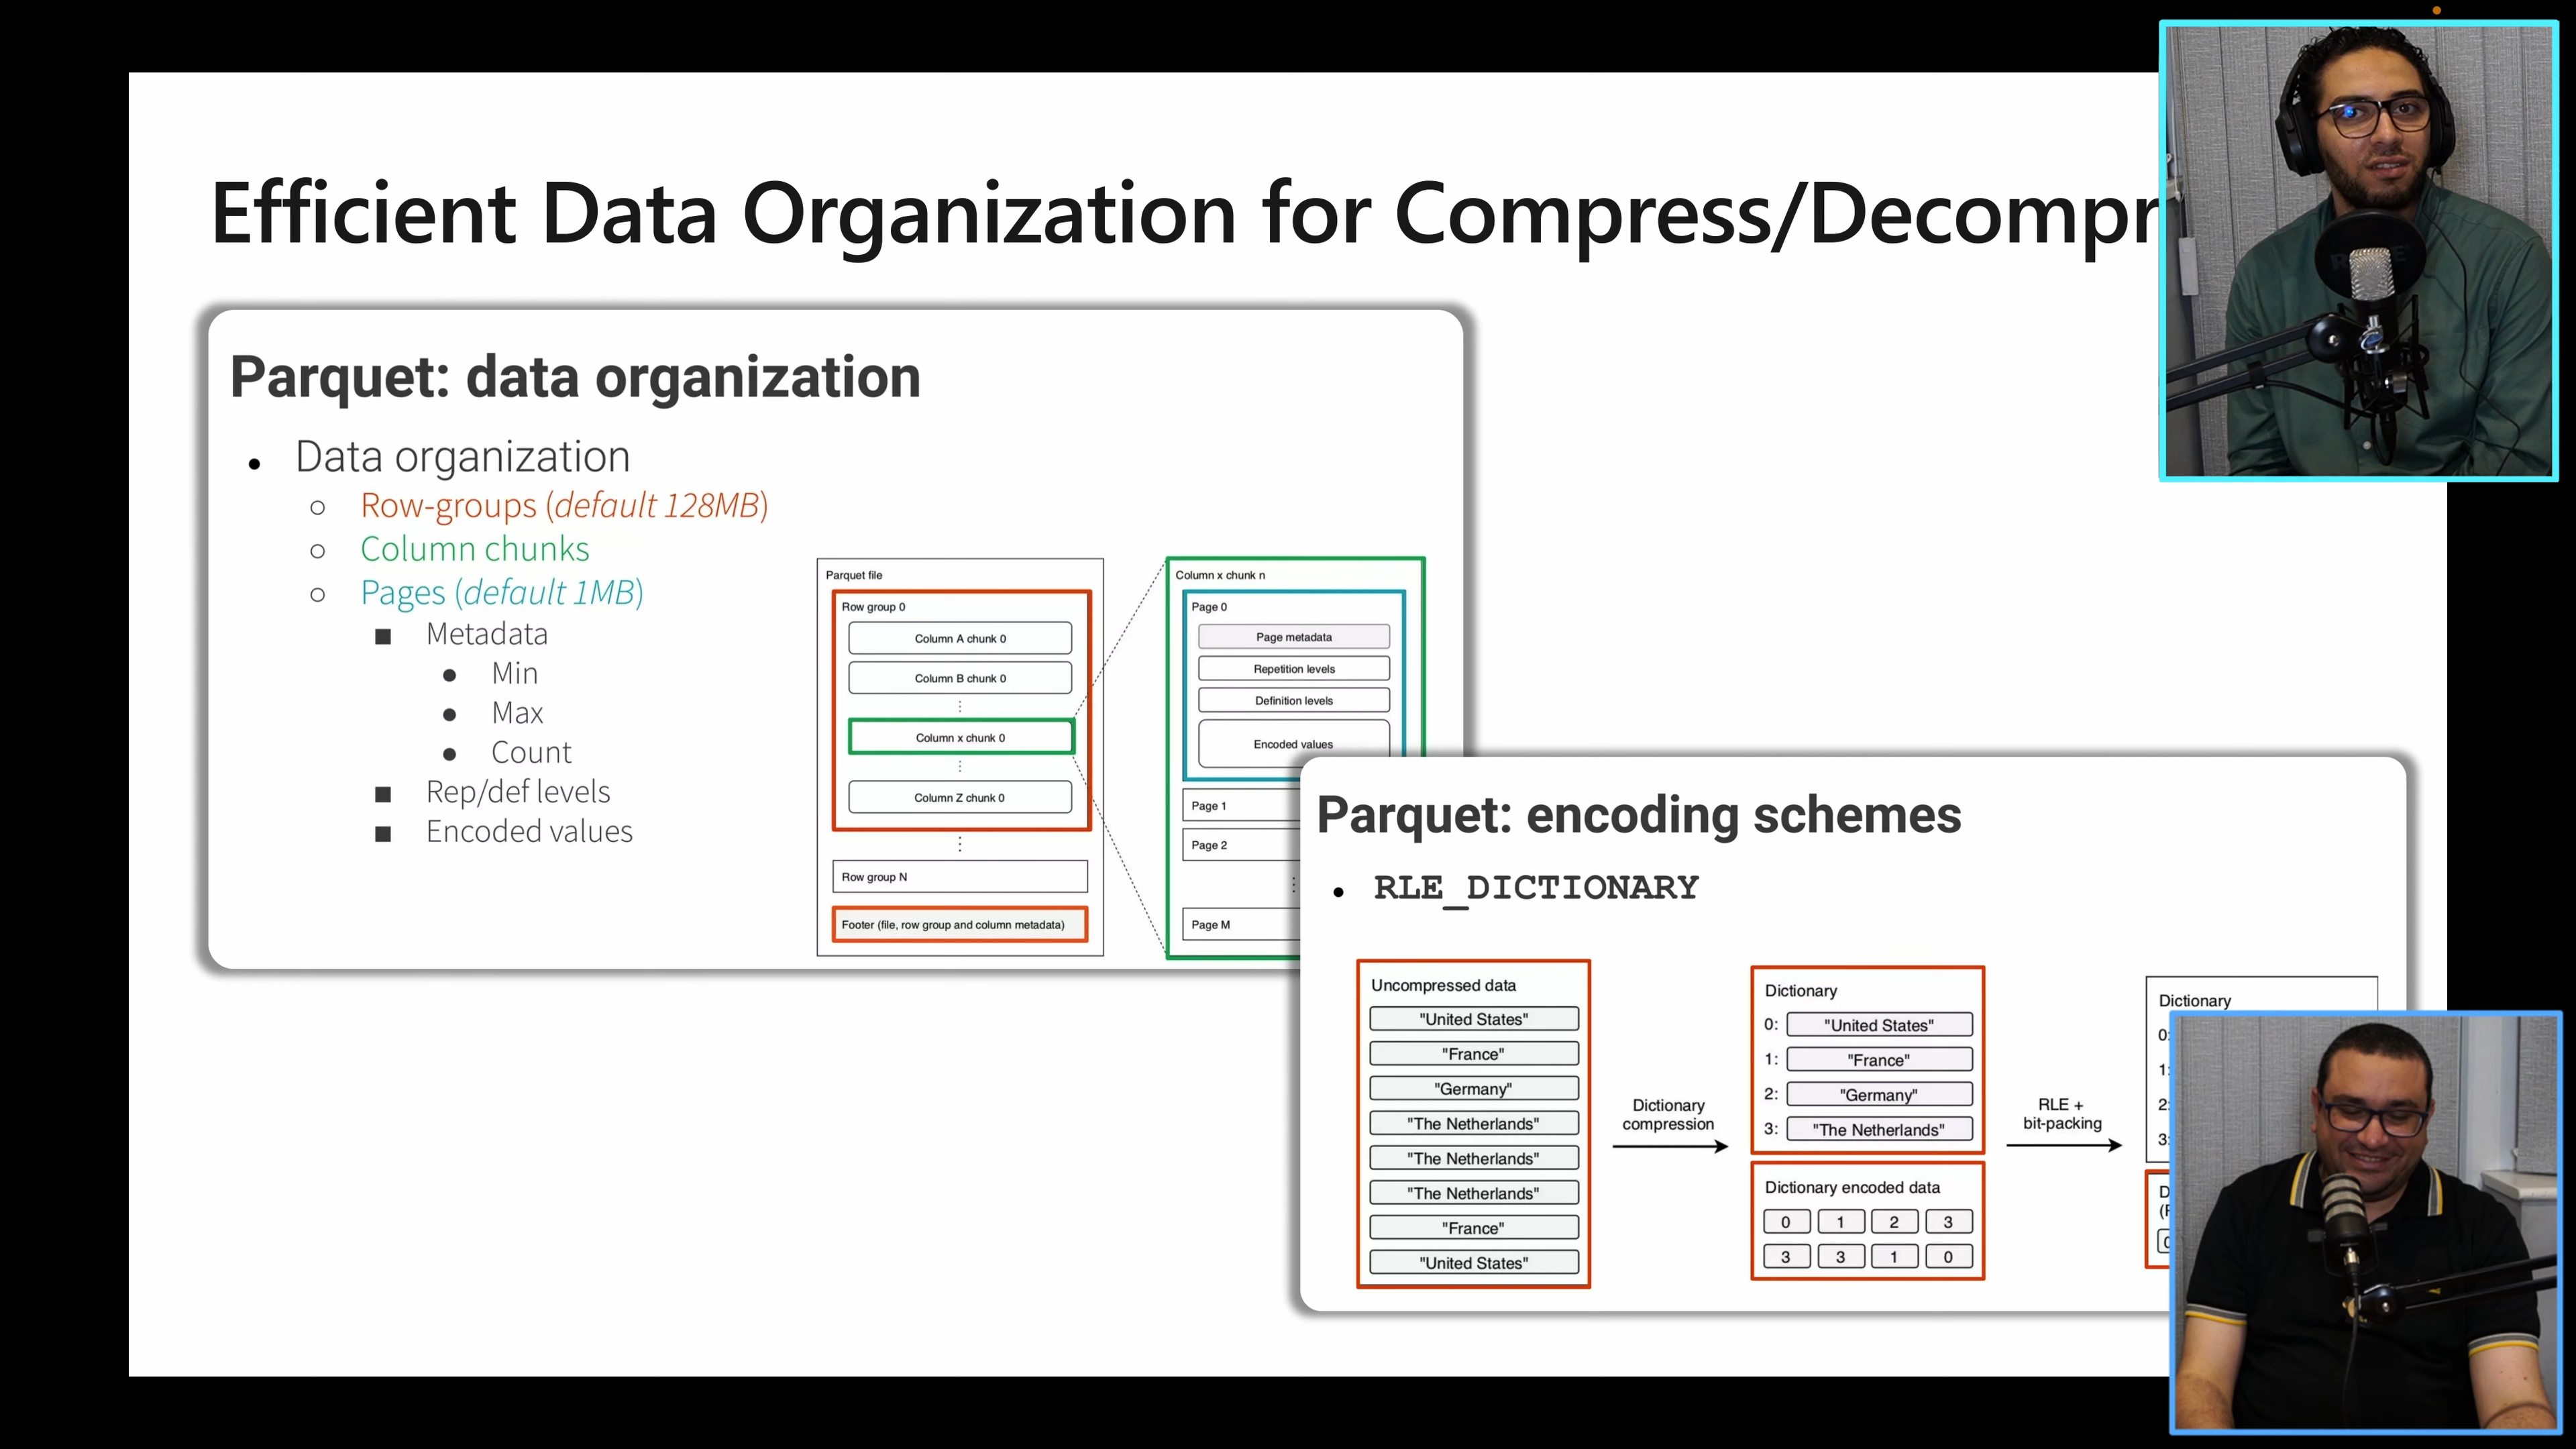 Efficient Data Organization for Compress/Decompr
Parquet: data organization
• Data organization
○ Row-groups (default 128MB)
○ Column chunks
○ Pages (default 1MB)
■ Metadata
● Min
● Max
● Count
■ Rep/def levels
■ Encoded values
Parquet file
Row group 0
Column A chunk 0
Column B chunk 0
Column x chunk 0
Column Z chunk 0
Row group N
Footer (file, row group and column metadata)
Column x chunk n
Page 0
Page metadata
Repetition levels
Definition levels
Encoded values
Page 1
Page 2
Page M
Parquet: encoding schemes
• RLE_DICTIONARY
Uncompressed data
"United States"
"France"
"Germany"
"The Netherlands"
"The Netherlands"
"The Netherlands"
"France"
"United States"
Dictionary
compression
Dictionary
0: "United States"
1: "France"
2: "Germany"
3: "The Netherlands"
Dictionary encoded data
0 1 2 3
3 3 1 0
RLE +
bit-packing
Dictionary
0:
1:
2:
3: